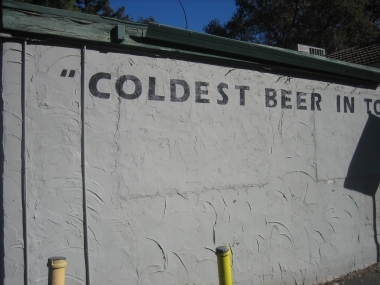 " COLDEST BEER IN TO